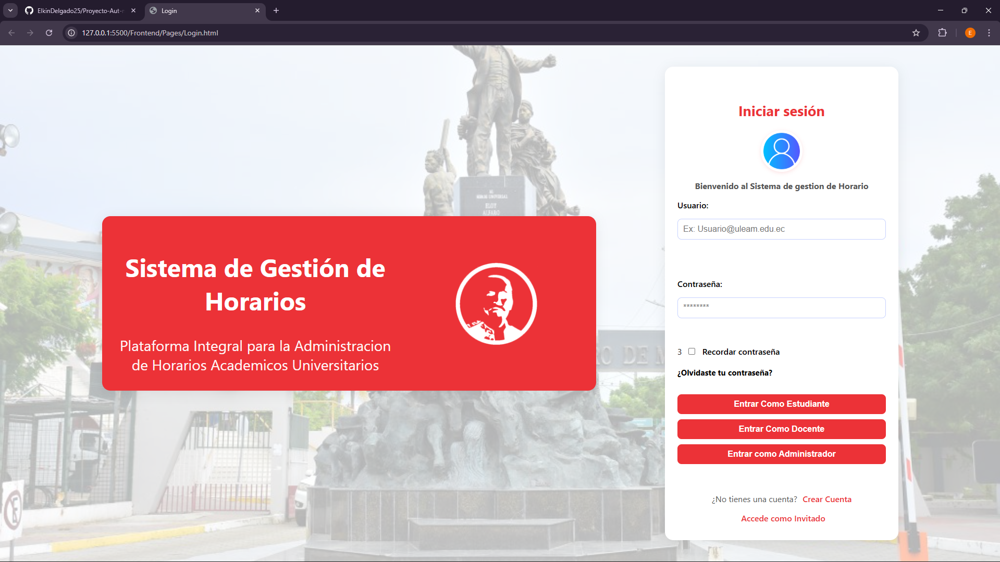 ElkinDelgado25/Proyecto-Aut-
Login
127.0.0.1:5500/Frontend/Pages/Login.html
E
ELOY
ALFARO
Sistema de Gestión de
Horarios
Plataforma Integral para la Administracion
de Horarios Academicos Universitarios
Iniciar sesión
Bienvenido al Sistema de gestion de Horario
Usuario:
Ex: Usuario@uleam.edu.ec
Contraseña:
********
3 Recordar contraseña
¿Olvidaste tu contraseña?
Entrar Como Estudiante
Entrar Como Docente
Entrar como Administrador
¿No tienes una cuenta? Crear Cuenta
Accede como Invitado